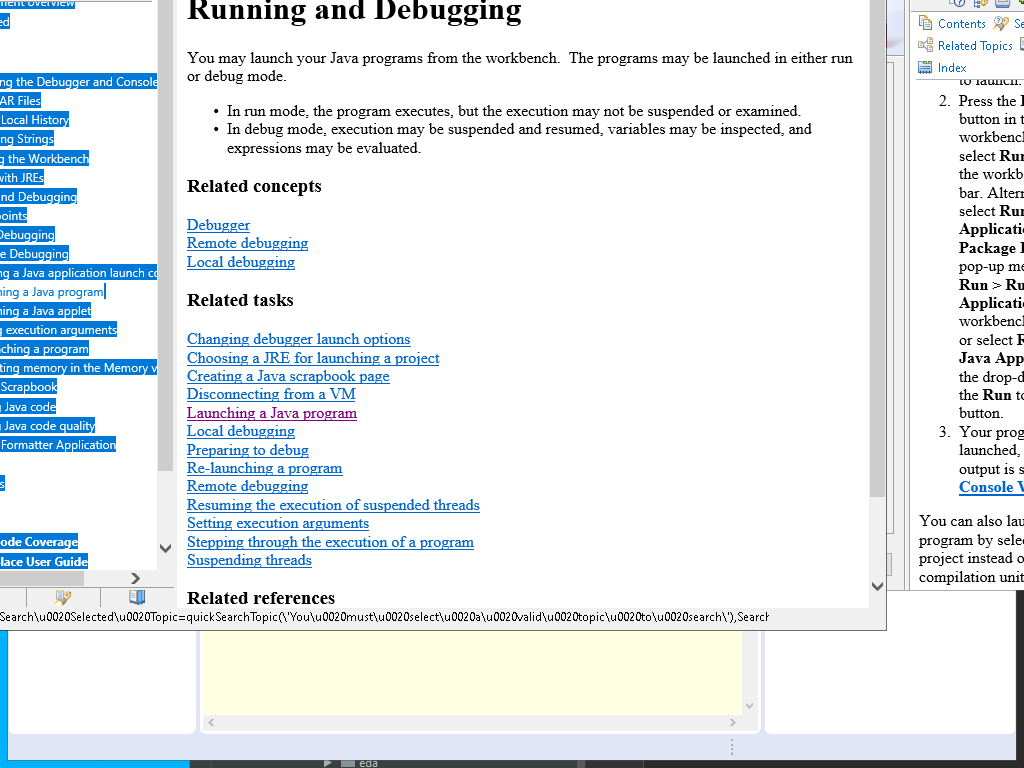 ment overview
ed
ng the Debugger and Console
AR Files
Local History
ng Strings
g the Workbench
with JREs
nd Debugging
points
Debugging
e Debugging
ng a Java application launch co
hing a Java program
hing a Java applet
g execution arguments
nching a program
ting memory in the Memory v
Scrapbook
g Java code
g Java code quality
Formatter Application
s
ode Coverage
lace User Guide
Running and Debugging
You may launch your Java programs from the workbench.  The programs may be launched in either run
or debug mode.
• In run mode, the program executes, but the execution may not be suspended or examined.
• In debug mode, execution may be suspended and resumed, variables may be inspected, and
expressions may be evaluated.
Related concepts
Debugger
Remote debugging
Local debugging
Related tasks
Changing debugger launch options
Choosing a JRE for launching a project
Creating a Java scrapbook page
Disconnecting from a VM
Launching a Java program
Local debugging
Preparing to debug
Re-launching a program
Remote debugging
Resuming the execution of suspended threads
Setting execution arguments
Stepping through the execution of a program
Suspending threads
Related references
Search\u0020Selected\u0020Topic=quickSearchTopic(\'You\u0020must\u0020select\u0020a\u0020valid\u0020topic\u0020to\u0020search\'),Search
Contents Se
Related Topics
Index
to launch.
2. Press the
button in t
workbench
select Run
the workb
bar. Altern
select Run
Applicatio
Package
pop-up me
Run > Ru
Applicatio
workbench
or select R
Java App
the drop-d
the Run to
button.
3. Your prog
launched,
output is s
Console V
You can also lau
program by selec
project instead o
compilation unit
eda